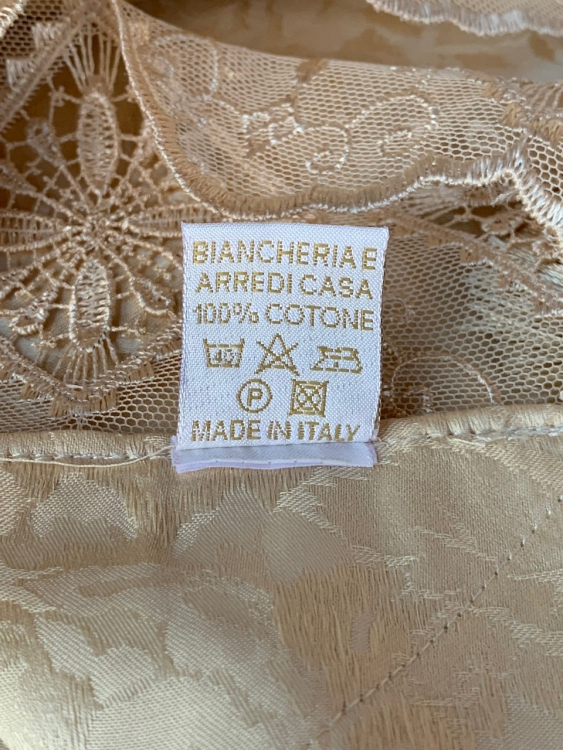 BIANCHERIA E
ARREDI CASA
100% COTONE
40
P
MADE IN ITALY